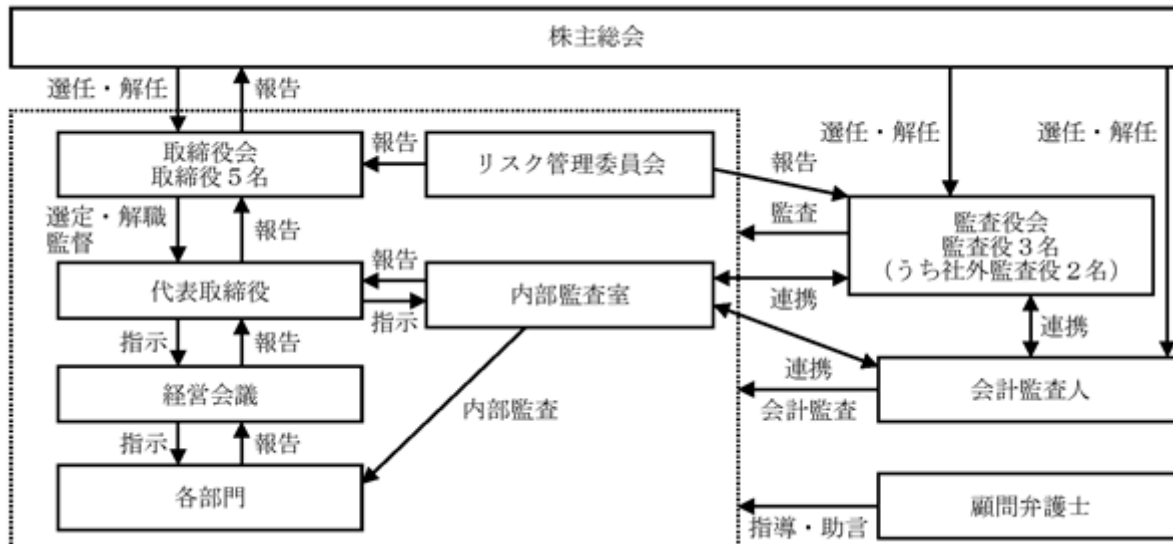 株主総会
選任・解任
報告
選任・解任
選任・解任
取締役会
取締役５名
報告
リスク管理委員会
報告
選定・解職
監督
報告
監査
監査役会
監査役３名
（うち社外監査役２名）
代表取締役
報告
指示
内部監査室
連携
連携
指示
報告
経営会議
内部監査
連携
会計監査
会計監査人
指示
報告
各部門
指導・助言
顧問弁護士